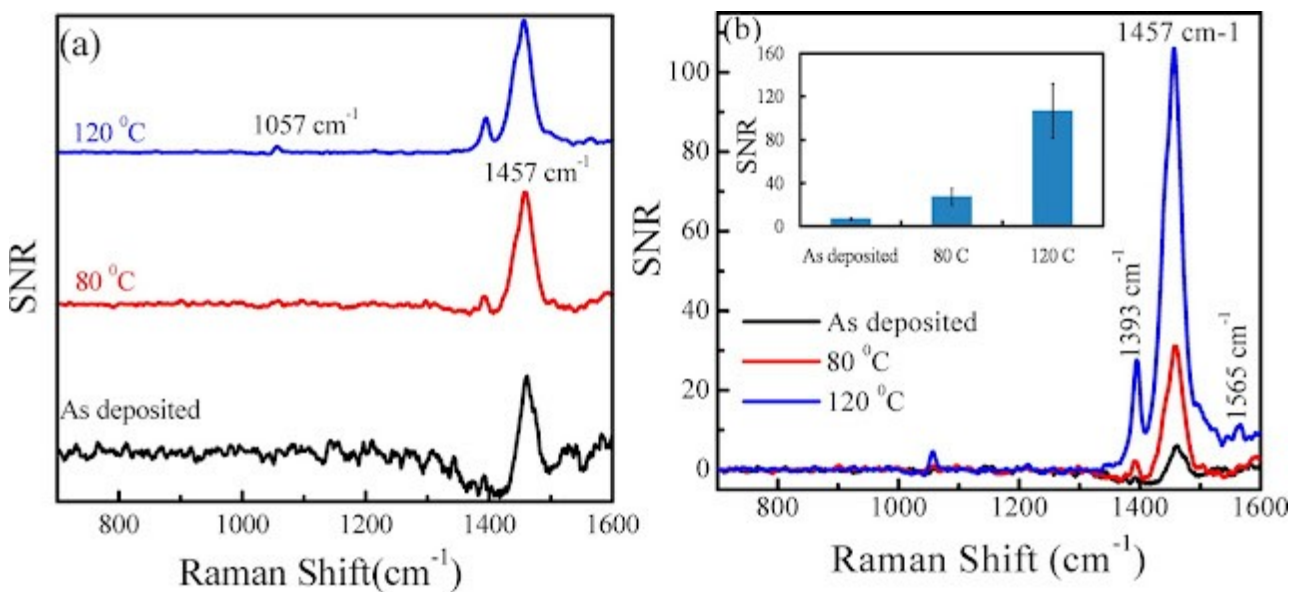 (a)
120 ⁰C
1057 cm⁻¹
1457 cm⁻¹
80 ⁰C
As deposited
SNR
800
1000
1200
1400
1600
Raman Shift(cm⁻¹)
(b)
1457 cm-1
160
120
80
40
0
SNR
As deposited
80 C
120 C
100
80
60
40
20
0
SNR
As deposited
80 ⁰C
120 ⁰C
1393 cm⁻¹
1565 cm⁻¹
800
1000
1200
1400
1600
Raman Shift (cm⁻¹)